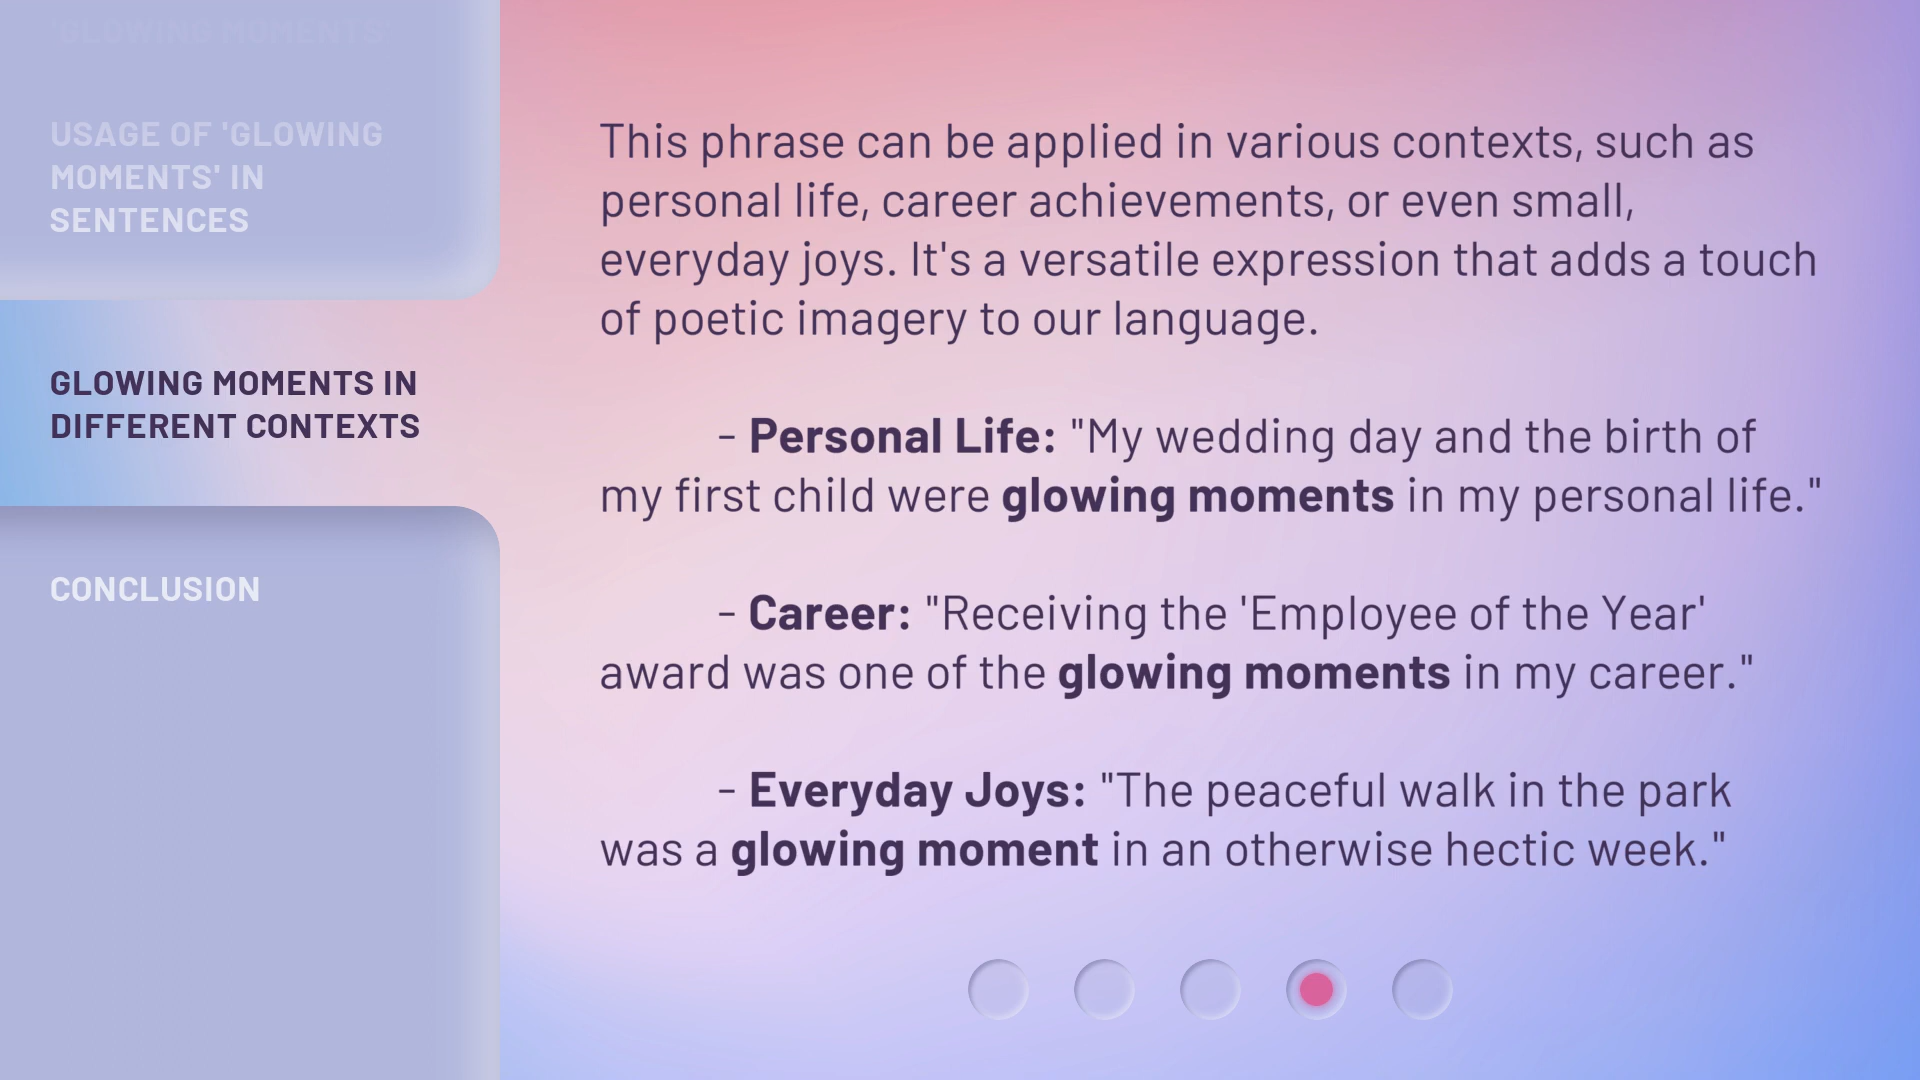 'GLOWING MOMENTS'
USAGE OF 'GLOWING
MOMENTS' IN
SENTENCES
GLOWING MOMENTS IN
DIFFERENT CONTEXTS
CONCLUSION
This phrase can be applied in various contexts, such as
personal life, career achievements, or even small,
everyday joys. It's a versatile expression that adds a touch
of poetic imagery to our language.
- Personal Life: "My wedding day and the birth of
my first child were glowing moments in my personal life."
- Career: "Receiving the 'Employee of the Year'
award was one of the glowing moments in my career."
- Everyday Joys: "The peaceful walk in the park
was a glowing moment in an otherwise hectic week."